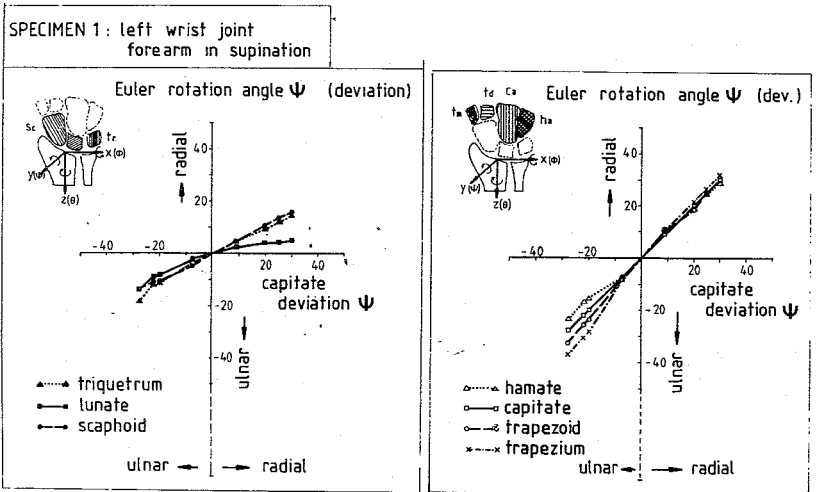 SPECIMEN 1 : left wrist joint
forearm in supination
Euler rotation angle Ψ (deviation)
Sc
tr
x(Φ)
y(Ψ)
z(θ)
radial
40
20
-40
-20
0
20
40
capitate
deviation Ψ
-20
-40
ulnar
triquetrum
lunate
scaphoid
ulnar
radial
Euler rotation angle Ψ (dev.)
tm
td
Ca
ha
x(Φ)
y(Ψ)
z(θ)
radial
40
20
-40
-20
0
20
40
capitate
deviation Ψ
-20
-40
ulnar
hamate
capitate
trapezoid
trapezium
ulnar
radial